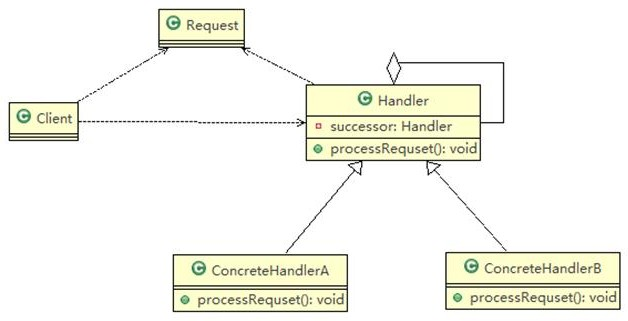 C Request
C Handler
C Client
successor: Handler
processRequset(): void
C ConcreteHandlerA
C ConcreteHandlerB
processRequset(): void
processRequset(): void